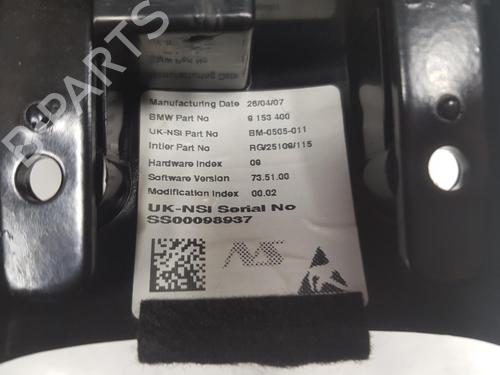 B-PARTS
Manufacturing Date 26/04/07
BMW Part No 9 153 400
UK-NSI Part No BM-0505-011
Intier Part No RG/25109/115
Hardware Index 09
Software Version 73.51.00
Modification Index 00.02
UK-NSI Serial No
SS00098937